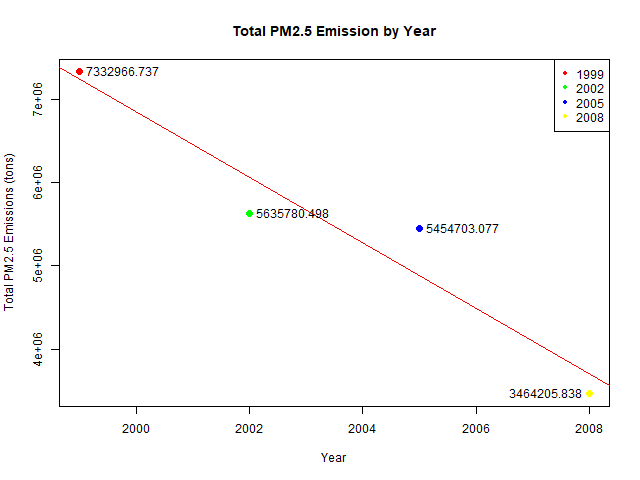 Total PM2.5 Emission by Year
7332966.737
5635780.498
5454703.077
3464205.838
1999
2002
2005
2008
Total PM2.5 Emissions (tons)
7e+06
6e+06
5e+06
4e+06
2000
2002
2004
2006
2008
Year